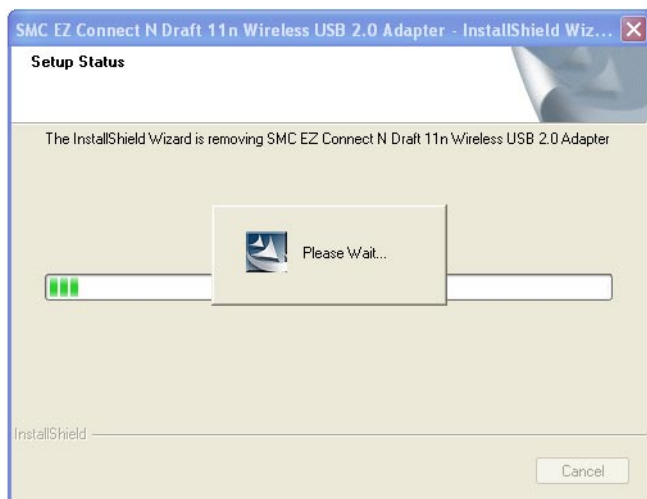 SMC EZ Connect N Draft 11n Wireless USB 2.0 Adapter - InstallShield Wiz...
Setup Status
The InstallShield Wizard is removing SMC EZ Connect N Draft 11n Wireless USB 2.0 Adapter
Please Wait...
InstallShield
Cancel